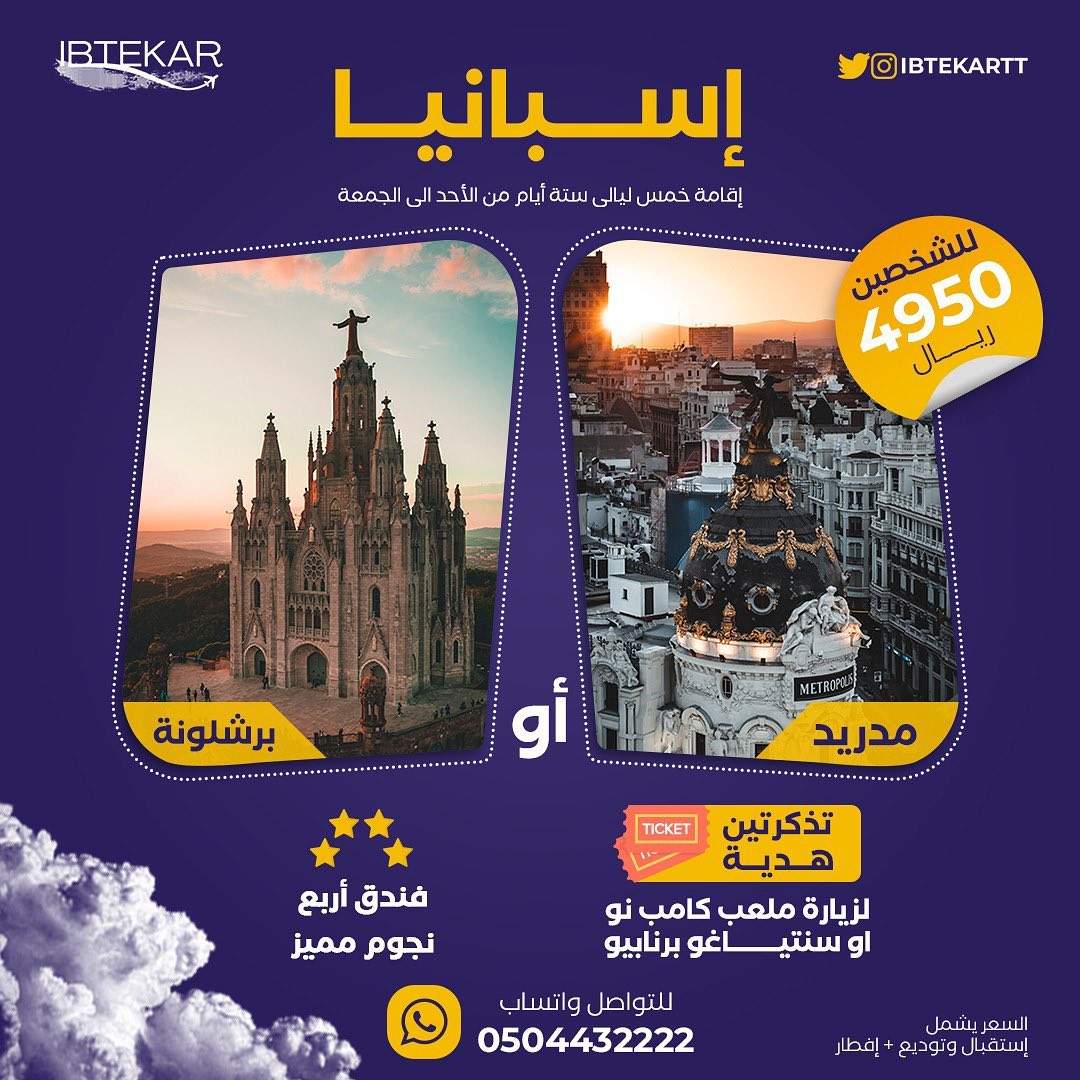 IBTEKAR
IBTEKARTT
إسبانيا
إقامة خمس ليالى ستة أيام من الأحد الى الجمعة
للشخصين
4950
ريال
METROPOLIS
برشلونة
أو
مدريد
TICKET
تذكرتين
هدية
لزيارة ملعب كامب نو
او سنتياغو برنابيو
فندق أربع
نجوم مميز
للتواصل واتساب
0504432222
السعر يشمل
إستقبال وتوديع + إفطار